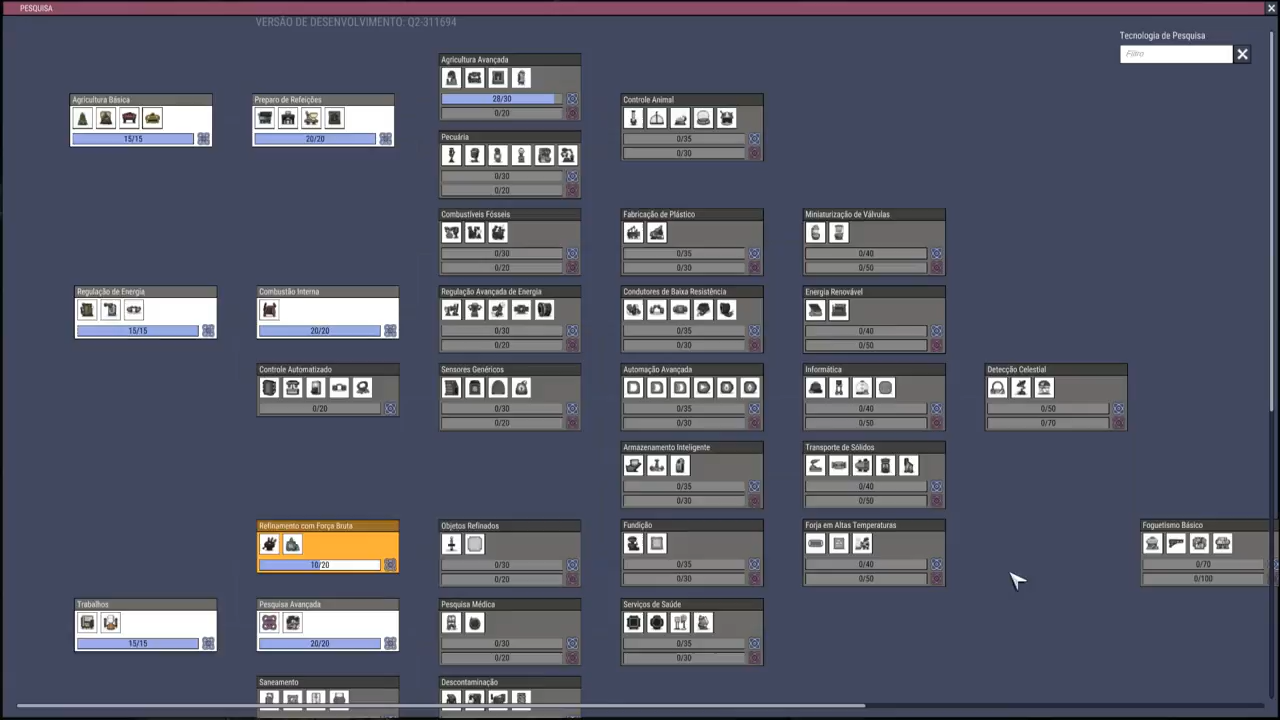 PESQUISA
VERSÃO DE DESENVOLVIMENTO: Q2-311694
Tecnologia de Pesquisa
Filtro
Agricultura Avançada
28/30
0/20
Agricultura Básica
15/15
Preparo de Refeições
20/20
Controle Animal
0/35
0/30
Pecuária
0/30
0/20
Combustíveis Fósseis
0/30
0/20
Fabricação de Plástico
0/35
0/30
Miniaturização de Válvulas
0/40
0/50
Regulação de Energia
15/15
Combustão Interna
20/20
Regulação Avançada de Energia
0/30
0/20
Condutores de Baixa Resistência
0/35
0/30
Energia Renovável
0/40
0/50
Controle Automatizado
0/20
Sensores Genéricos
0/30
0/20
Automação Avançada
0/35
0/30
Informática
0/40
0/50
Detecção Celestial
0/50
0/70
Armazenamento Inteligente
0/35
0/30
Transporte de Sólidos
0/40
0/50
Refinamento com Força Bruta
10/20
Objetos Refinados
0/30
0/20
Fundição
0/35
0/30
Forja em Altas Temperaturas
0/40
0/50
Foguetismo Básico
0/70
0/100
Trabalhos
15/15
Pesquisa Avançada
20/20
Pesquisa Médica
0/30
0/20
Serviços de Saúde
0/35
0/30
Saneamento
Descontaminação